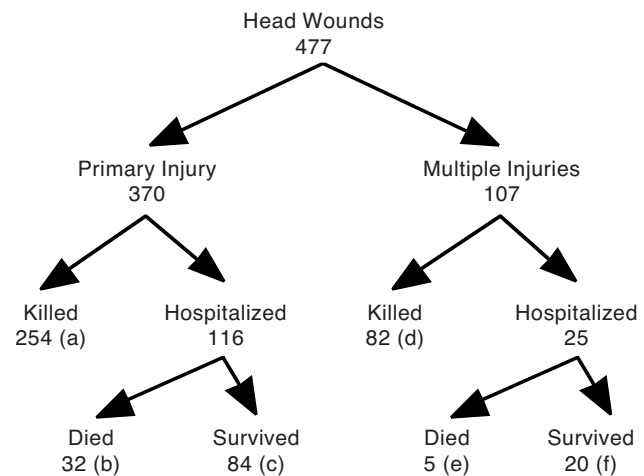 Head Wounds
477
Primary Injury
370
Multiple Injuries
107
Killed
254 (a)
Hospitalized
116
Killed
82 (d)
Hospitalized
25
Died
32 (b)
Survived
84 (c)
Died
5 (e)
Survived
20 (f)